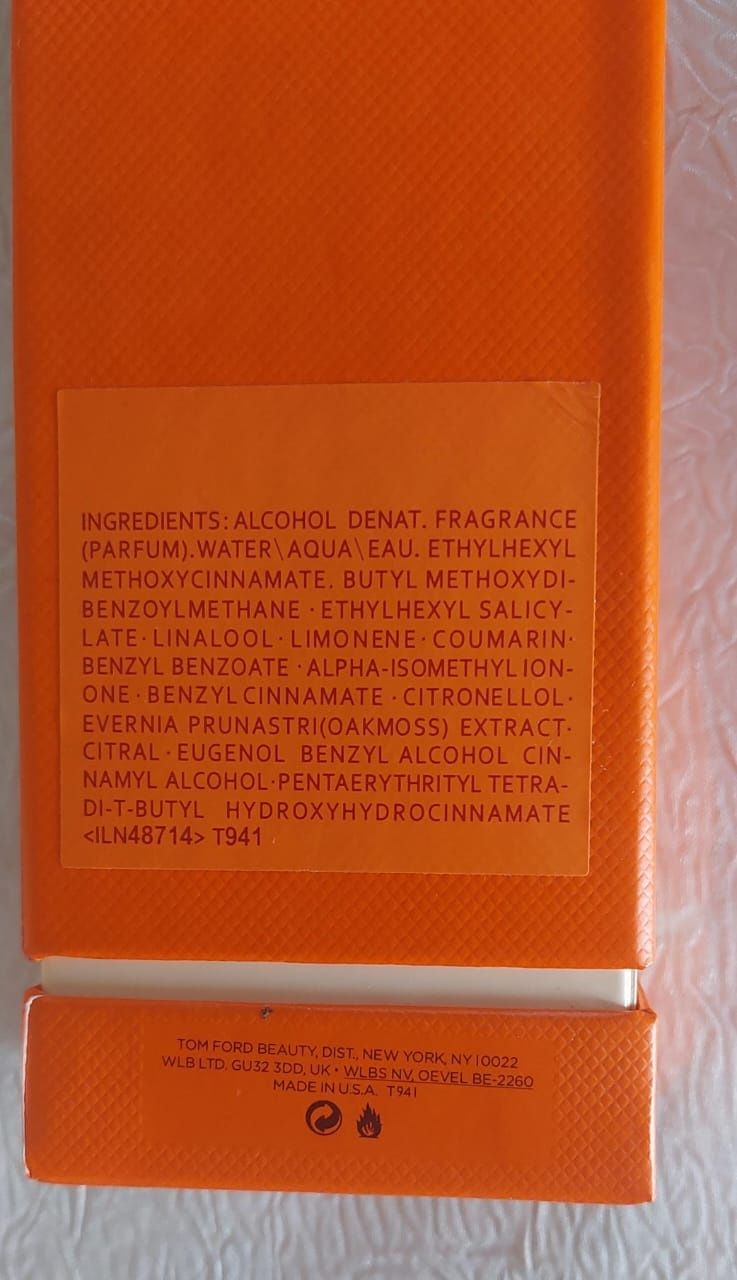 INGREDIENTS: ALCOHOL DENAT. FRAGRANCE
(PARFUM).WATER\AQUA\EAU. ETHYLHEXYL
METHOXYCINNAMATE. BUTYL METHOXYDI-
BENZOYLMETHANE · ETHYLHEXYL SALICY-
LATE · LINALOOL · LIMONENE · COUMARIN·
BENZYL BENZOATE · ALPHA-ISOMETHYL ION-
ONE · BENZYL CINNAMATE · CITRONELLOL·
EVERNIA PRUNASTRI(OAKMOSS) EXTRACT·
CITRAL · EUGENOL BENZYL ALCOHOL CIN-
NAMYL ALCOHOL·PENTAERYTHRITYL TETRA-
DI-T-BUTYL HYDROXYHYDROCINNAMATE
<ILN48714> T941
TOM FORD BEAUTY, DIST., NEW YORK, NY 10022
WLB LTD, GU32 3DD, UK • WLBS NV, OEVEL BE-2260
MADE IN U.S.A. T941